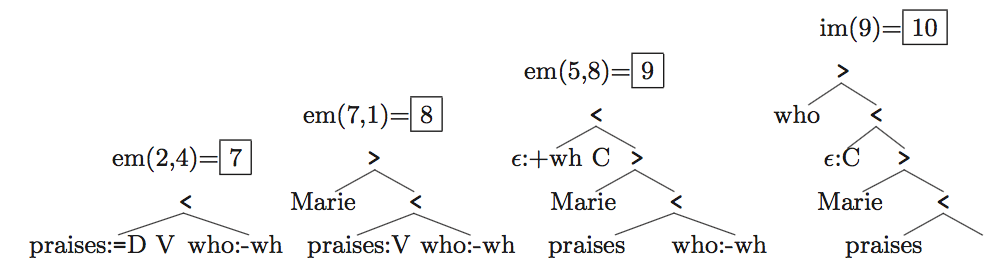 im(9)= 10
>
em(5,8)= 9
em(7,1)= 8
< who <
em(2,4)= 7
> ϵ:+wh C > ϵ:C >
< Marie < Marie < Marie <
praises:=D V who:-wh praises:V who:-wh praises who:-wh praises